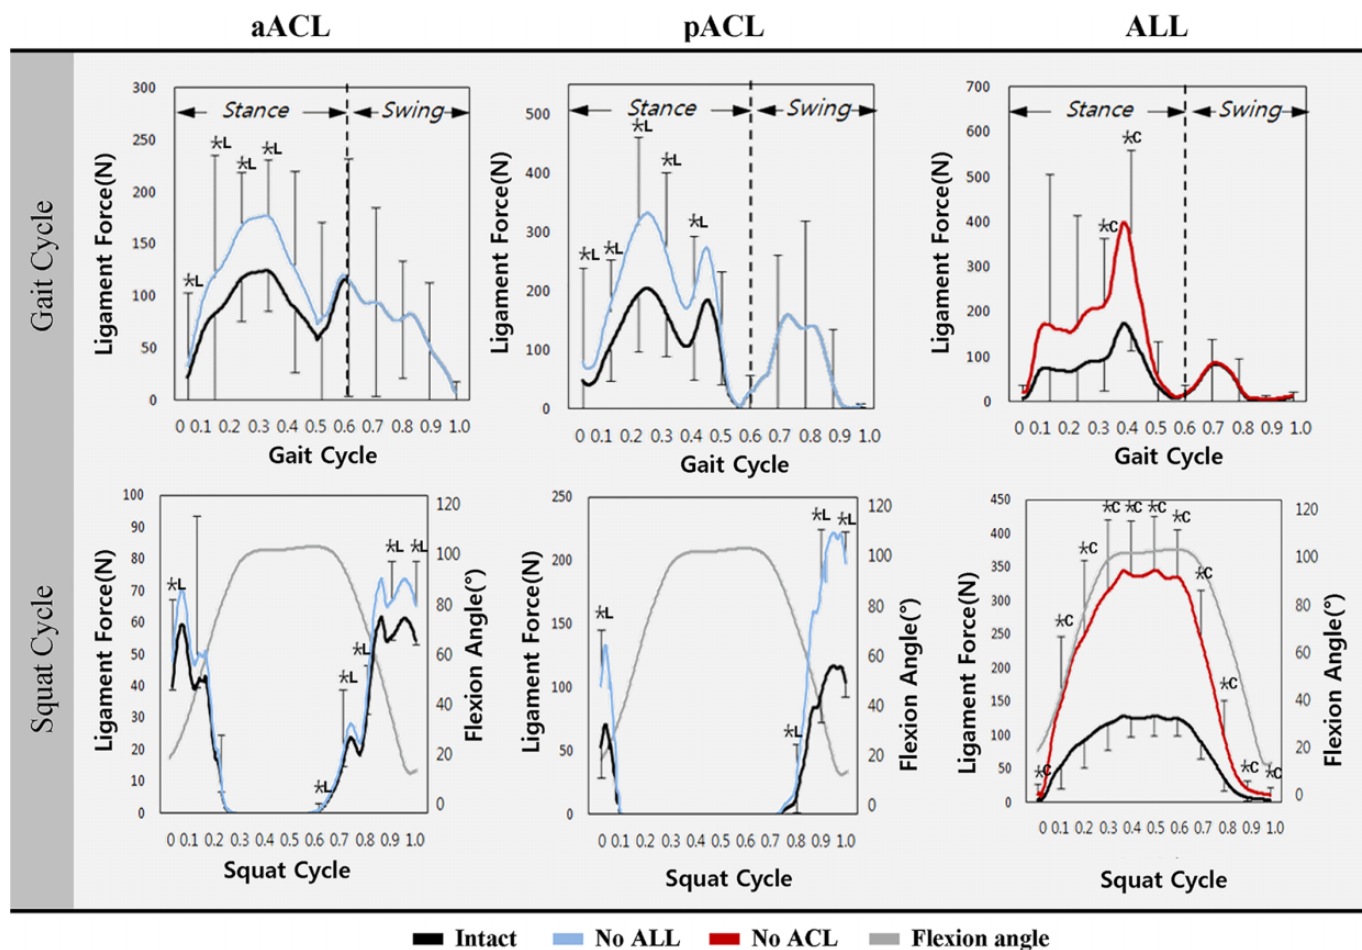 aACL pACL ALL
Gait Cycle
300
250
200
150
100
50
0
Ligament Force(N)
Stance Swing
*L *L *L *L
0 0.1 0.2 0.3 0.4 0.5 0.6 0.7 0.8 0.9 1.0
Gait Cycle
500
400
300
200
100
0
Ligament Force(N)
Stance Swing
*L *L *L *L *L
0 0.1 0.2 0.3 0.4 0.5 0.6 0.7 0.8 0.9 1.0
Gait Cycle
700
600
500
400
300
200
100
0
Ligament Force(N)
Stance Swing
*C *C
0 0.1 0.2 0.3 0.4 0.5 0.6 0.7 0.8 0.9 1.0
Gait Cycle
Squat Cycle
100
90
80
70
60
50
40
30
20
10
0
Ligament Force(N)
*L *L *L *L *L *L
120
100
80
60
40
20
0
Flexion Angle(°)
0 0.1 0.2 0.3 0.4 0.5 0.6 0.7 0.8 0.9 1.0
Squat Cycle
250
200
150
100
50
0
Ligament Force(N)
*L *L *L *L
120
100
80
60
40
20
0
Flexion Angle(°)
0 0.1 0.2 0.3 0.4 0.5 0.6 0.7 0.8 0.9 1.0
Squat Cycle
450
400
350
300
250
200
150
100
50
0
Ligament Force(N)
*C *C *C *C *C *C *C *C *C *C *C
120
100
80
60
40
20
0
Flexion Angle(°)
0 0.1 0.2 0.3 0.4 0.5 0.6 0.7 0.8 0.9 1.0
Squat Cycle
Intact No ALL No ACL Flexion angle